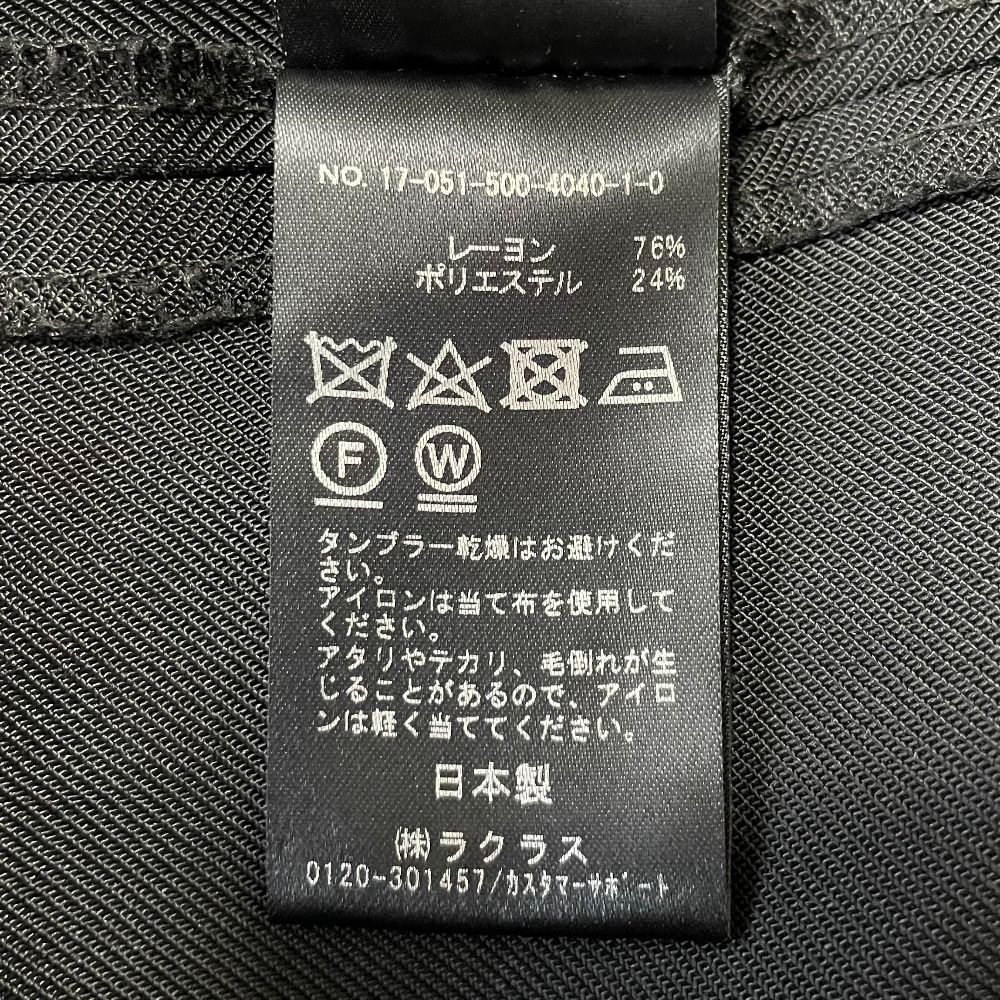 NO. 17-051-500-4040-1-0
レーヨン 76%
ポリエステル 24%
F W
タンブラー乾燥はお避けくだ
さい。
アイロンは当て布を使用して
ください。
アタリやテカリ、毛倒れが生
じることがあるので、アイロ
ンは軽く当ててください。
日本製
(株)ラクラス
0120-301457/カスタマーサポート